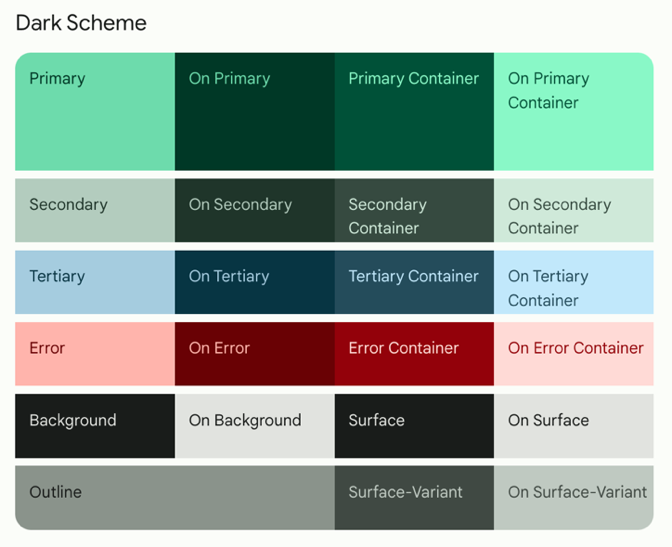 Dark Scheme
Primary
On Primary
Primary Container
On Primary
Container
Secondary
On Secondary
Secondary
Container
On Secondary
Container
Tertiary
On Tertiary
Tertiary Container
On Tertiary
Container
Error
On Error
Error Container
On Error Container
Background
On Background
Surface
On Surface
Outline
Surface-Variant
On Surface-Variant